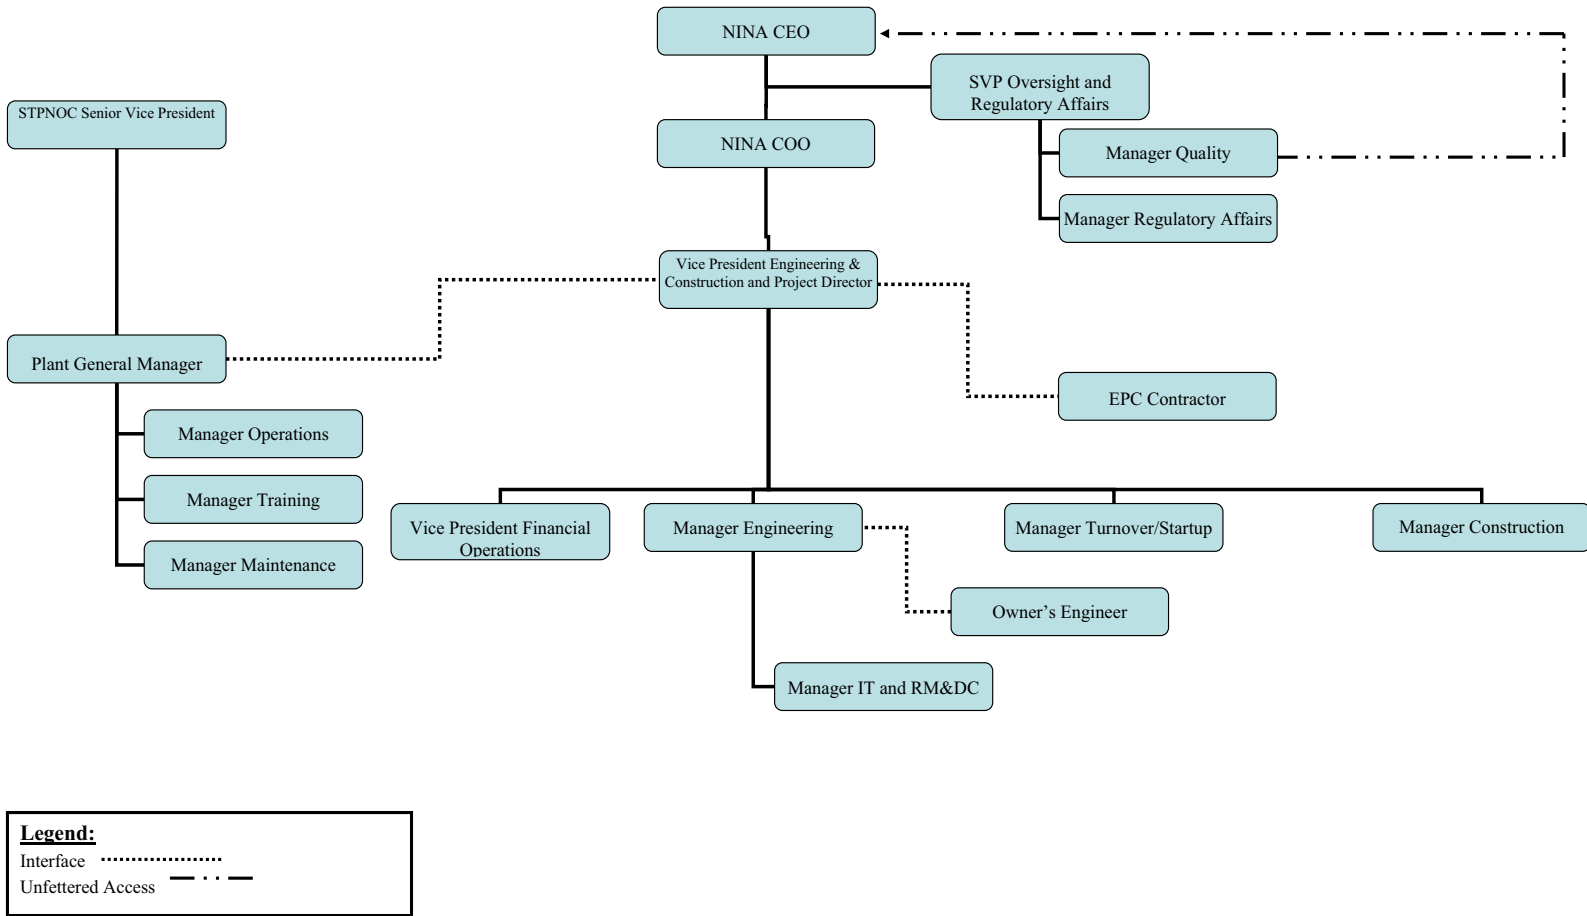 NINA CEO
SVP Oversight and
Regulatory Affairs
STPNOC Senior Vice President
NINA COO
Manager Quality
Manager Regulatory Affairs
Vice President Engineering &
Construction and Project Director
Plant General Manager
EPC Contractor
Manager Operations
Manager Training
Manager Maintenance
Vice President Financial
Operations
Manager Engineering
Manager Turnover/Startup
Manager Construction
Owner’s Engineer
Manager IT and RM&DC
Legend:
Interface
Unfettered Access